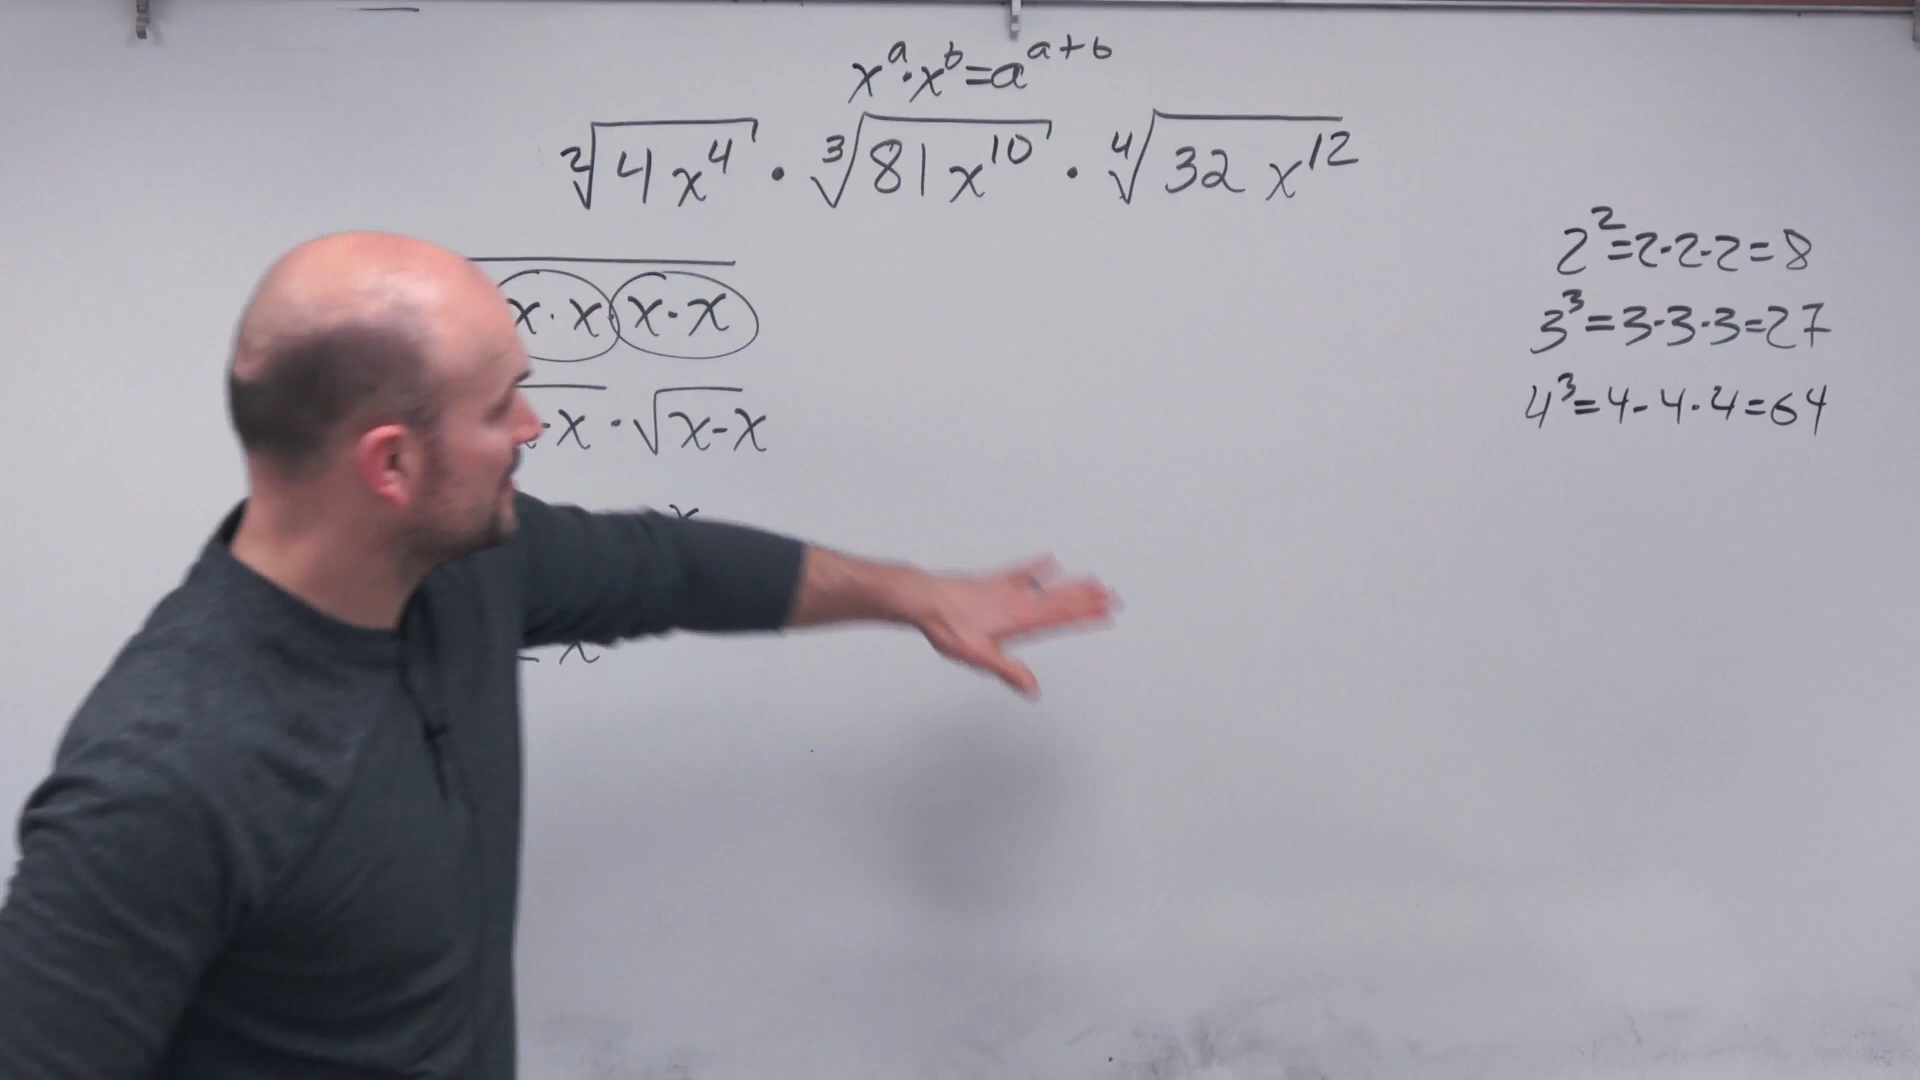 xᵃ·xᵇ=aᵃ⁺ᵇ
²√4x⁴ · ³√81x¹⁰ · ⁴√32x¹²
2²=2·2·2=8
x·x x·x
3³=3·3·3=27
4³=4·4·4=64
-x · √x-x
x
x